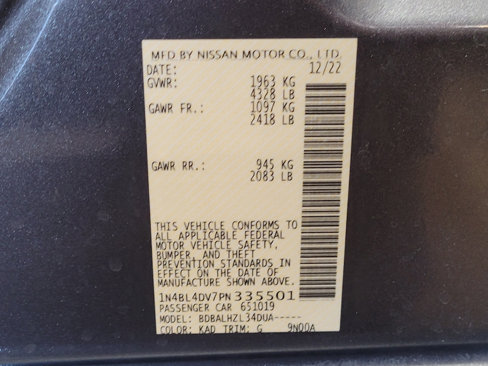 MFD BY NISSAN MOTOR CO., LTD.
DATE: 12/22
GVWR: 1963 KG
4328 LB
GAWR FR.: 1097 KG
2418 LB
GAWR RR.: 945 KG
2083 LB
THIS VEHICLE CONFORMS TO
ALL APPLICABLE FEDERAL
MOTOR VEHICLE SAFETY,
BUMPER, AND THEFT
PREVENTION STANDARDS IN
EFFECT ON THE DATE OF
MANUFACTURE SHOWN ABOVE.
1N4BL4DV7PN335501
PASSENGER CAR 651019
MODEL: BDBALHZL34DUA-----
COLOR: KAD TRIM: G 9N00A